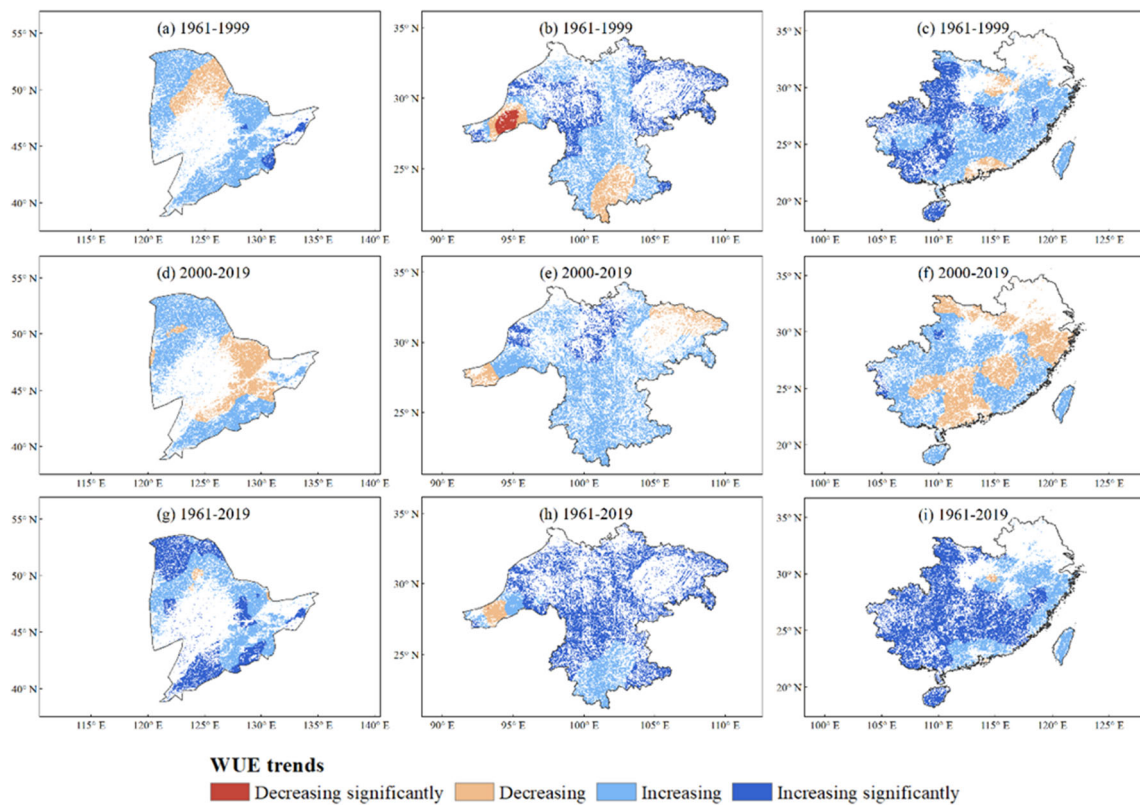 (a) 1961-1999
(b) 1961-1999
(c) 1961-1999
55° N
50° N
45° N
40° N
115° E 120° E 125° E 130° E 135° E 140° E
35° N
30° N
25° N
90° E 95° E 100° E 105° E 110° E
35° N
30° N
25° N
20° N
100° E 105° E 110° E 115° E 120° E 125° E
(d) 2000-2019
(e) 2000-2019
(f) 2000-2019
55° N
50° N
45° N
40° N
115° E 120° E 125° E 130° E 135° E 140° E
35° N
30° N
25° N
90° E 95° E 100° E 105° E 110° E
35° N
30° N
25° N
20° N
100° E 105° E 110° E 115° E 120° E 125° E
(g) 1961-2019
(h) 1961-2019
(i) 1961-2019
55° N
50° N
45° N
40° N
115° E 120° E 125° E 130° E 135° E 140° E
35° N
30° N
25° N
90° E 95° E 100° E 105° E 110° E
35° N
30° N
25° N
20° N
100° E 105° E 110° E 115° E 120° E 125° E
WUE trends
Decreasing significantly Decreasing Increasing Increasing significantly